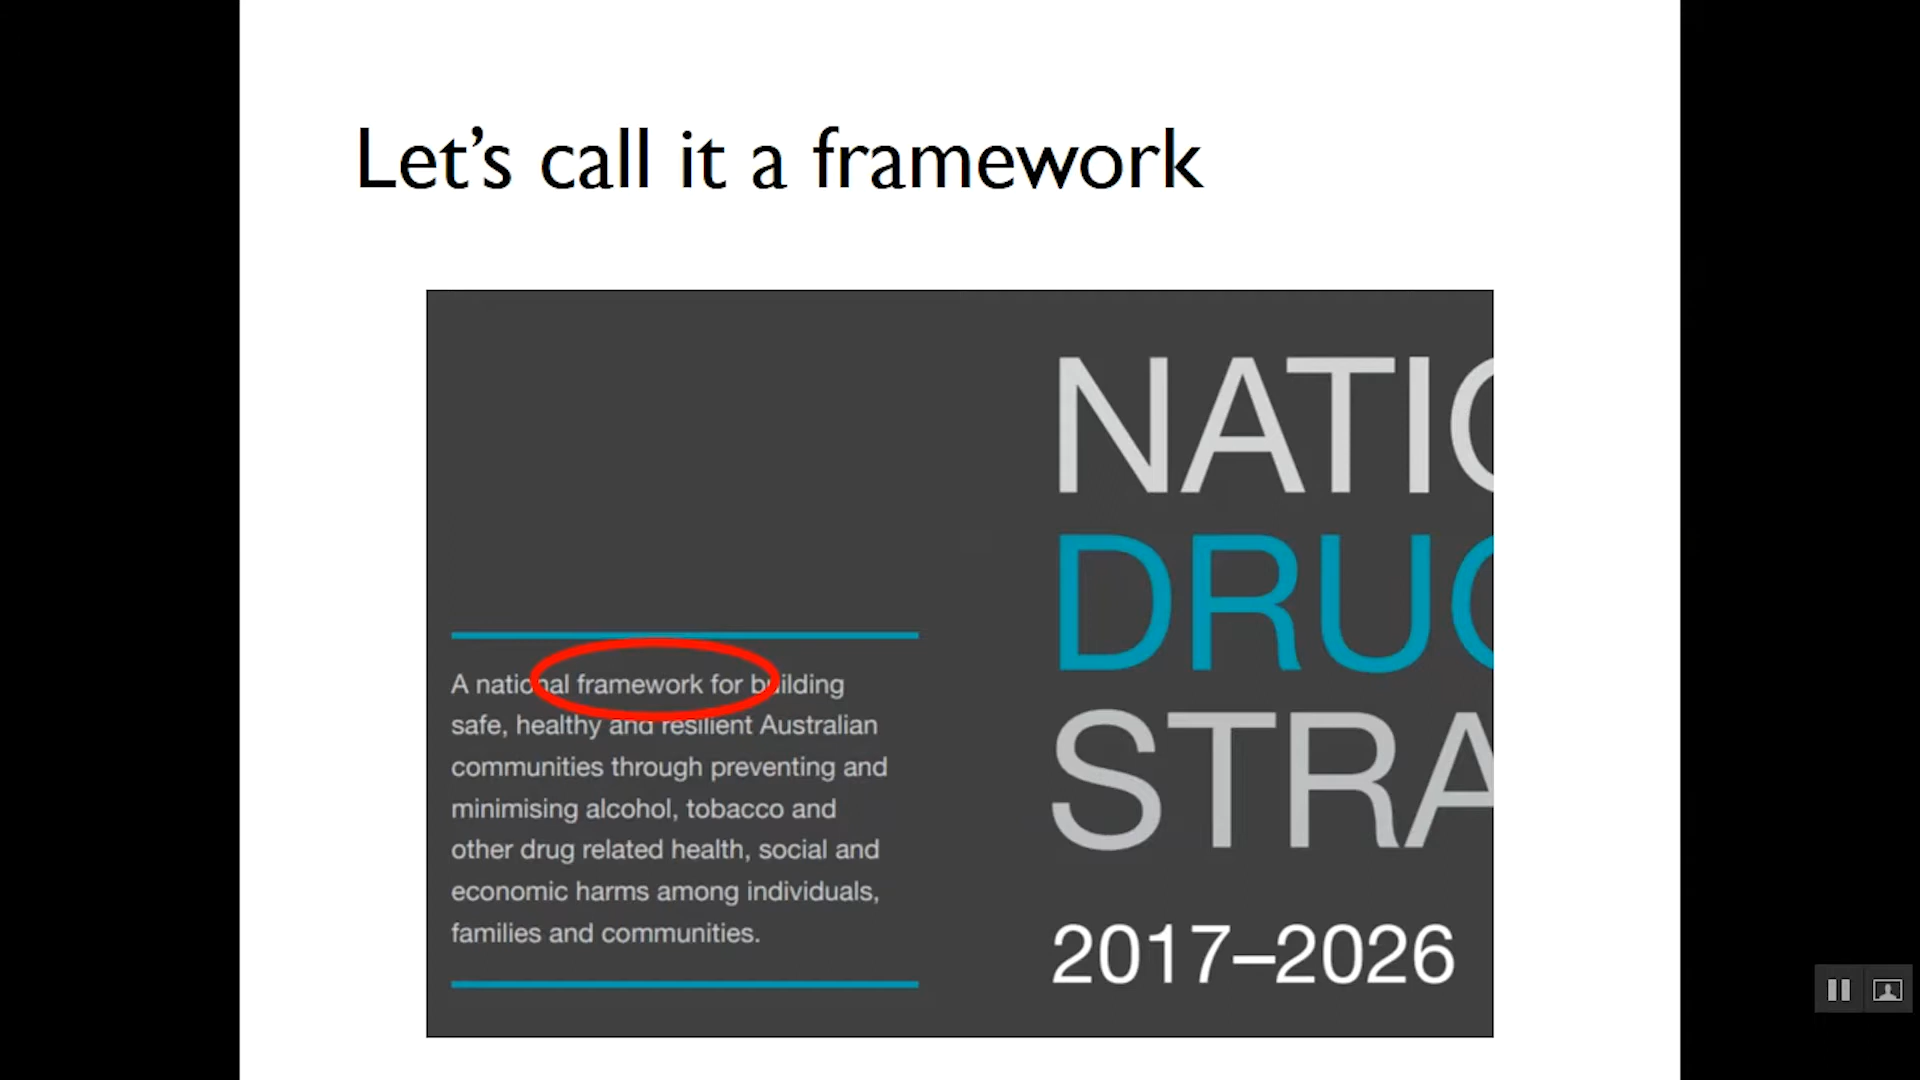 Let's call it a framework
A national framework for building
safe, healthy and resilient Australian
communities through preventing and
minimising alcohol, tobacco and
other drug related health, social and
economic harms among individuals,
families and communities.
NATIO
DRUG
STRA
2017–2026